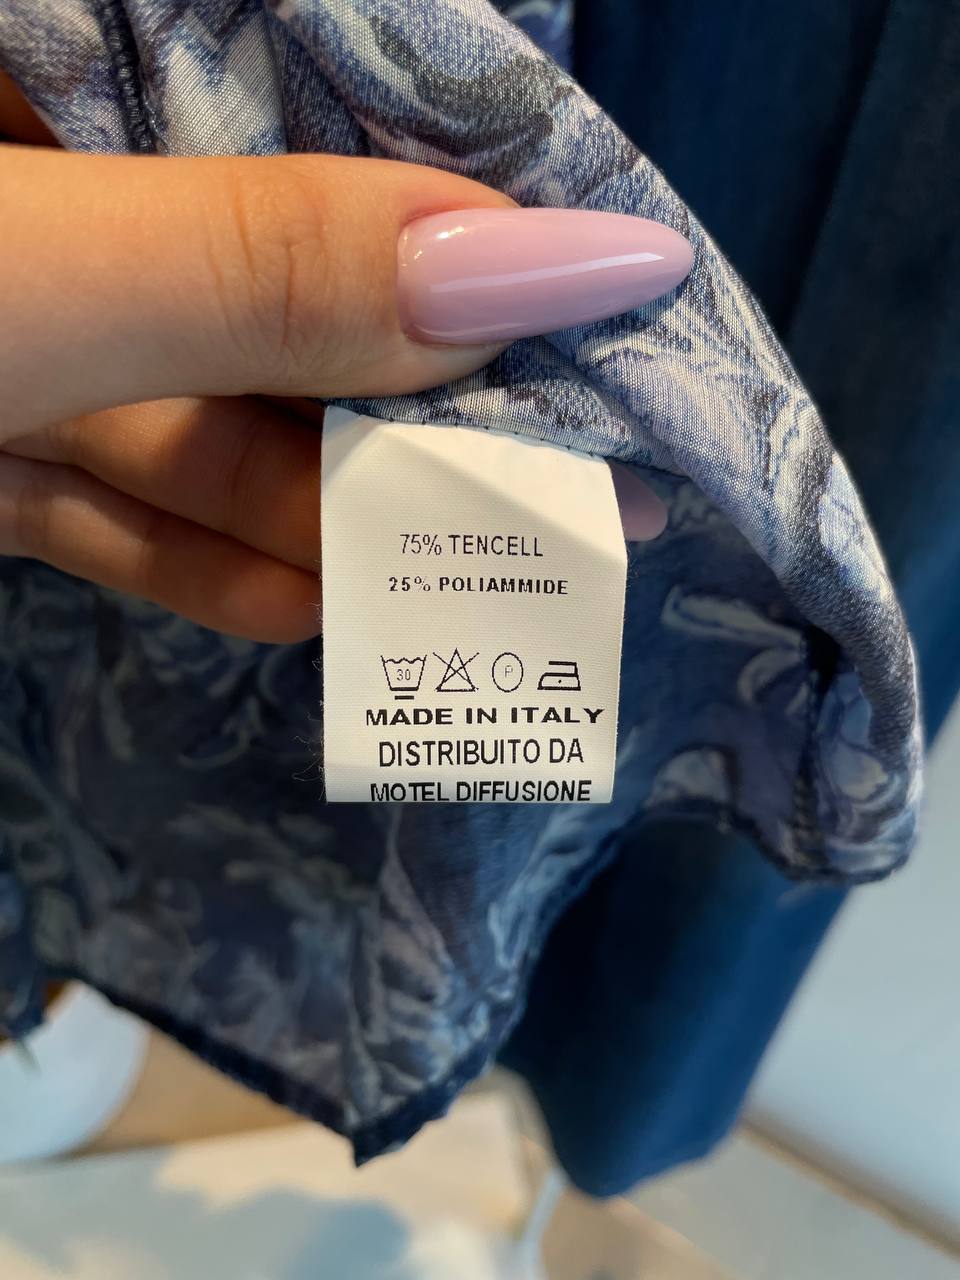 75% TENCELL
25% POLIAMMIDE
30 P
MADE IN ITALY
DISTRIBUITO DA
MOTEL DIFFUSIONE